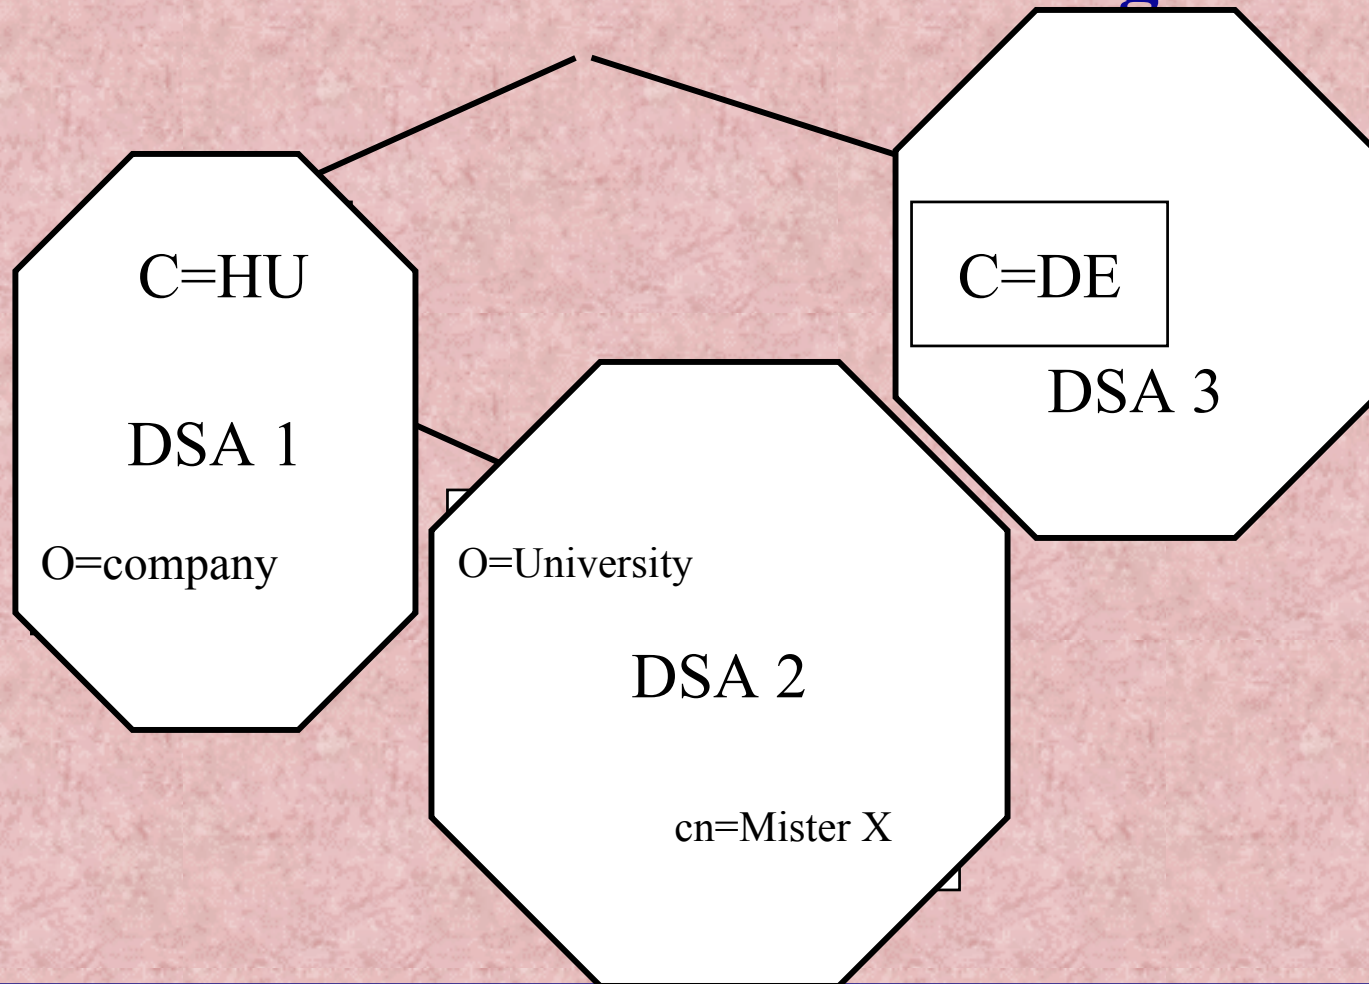 C=HU
DSA 1
O=company
C=DE
DSA 3
O=University
DSA 2
cn=Mister X